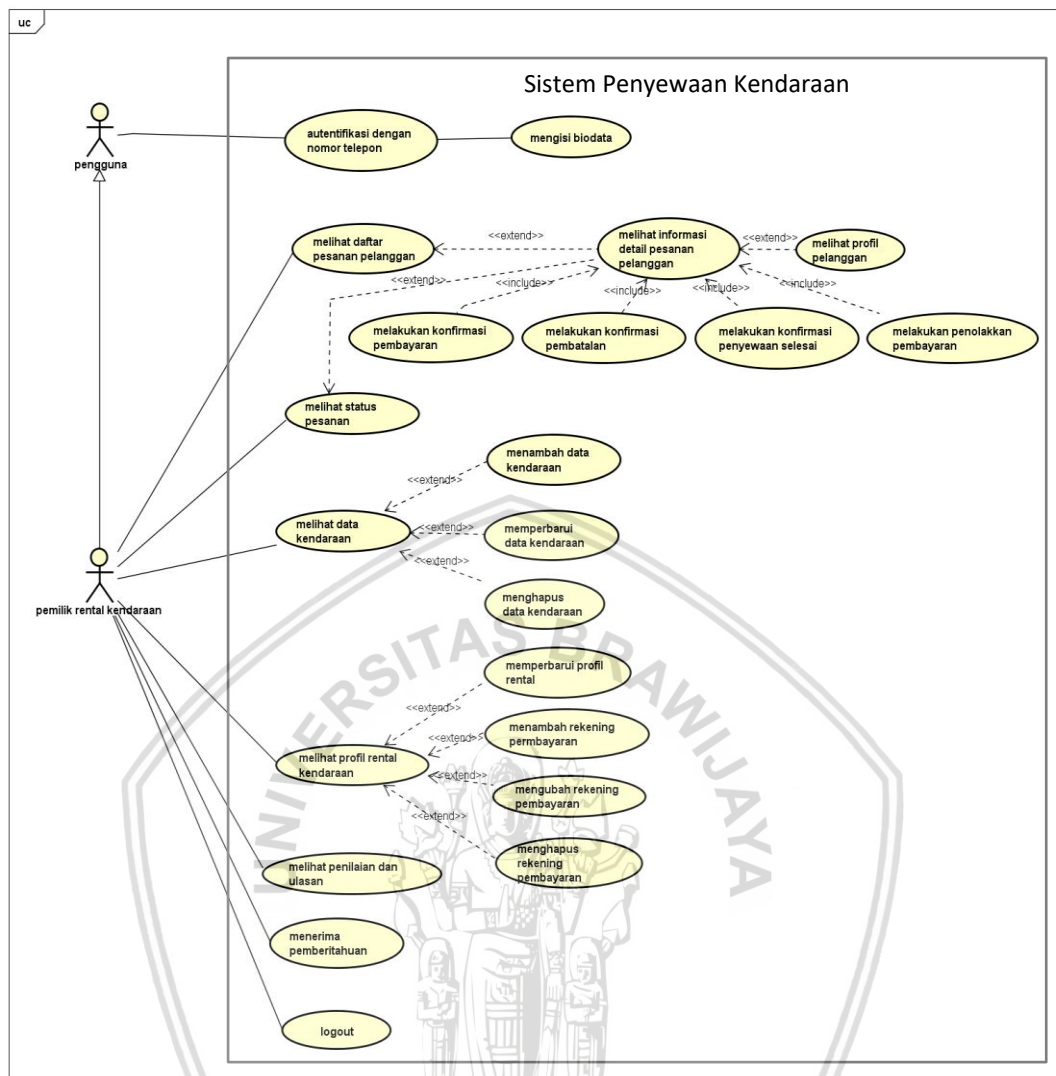 uc
Sistem Penyewaan Kendaraan
pengguna
autentifikasi dengan
nomor telepon
mengisi biodata
melihat daftar
pesanan pelanggan
<<extend>>
melihat informasi
detail pesanan
pelanggan
<<extend>>
melihat profil
pelanggan
<<extend>>
<<include>>
<<include>>
<<include>>
melakukan konfirmasi
pembayaran
melakukan konfirmasi
pembatalan
melakukan konfirmasi
penyewaan selesai
melakukan penolakkan
pembayaran
melihat status
pesanan
menambah data
kendaraan
<<extend>>
melihat data
kendaraan
<<extend>>
memperbarui
data kendaraan
<<extend>>
menghapus
data kendaraan
pemilik rental kendaraan
memperbarui profil
rental
<<extend>>
menambah rekening
permbayaran
<<extend>>
melihat profil rental
kendaraan
<<extend>>
mengubah rekening
pembayaran
<<extend>>
menghapus
rekening
pembayaran
melihat penilaian dan
ulasan
menerima
pemberitahuan
logout
UNIVERSITAS BRAWIJAYA